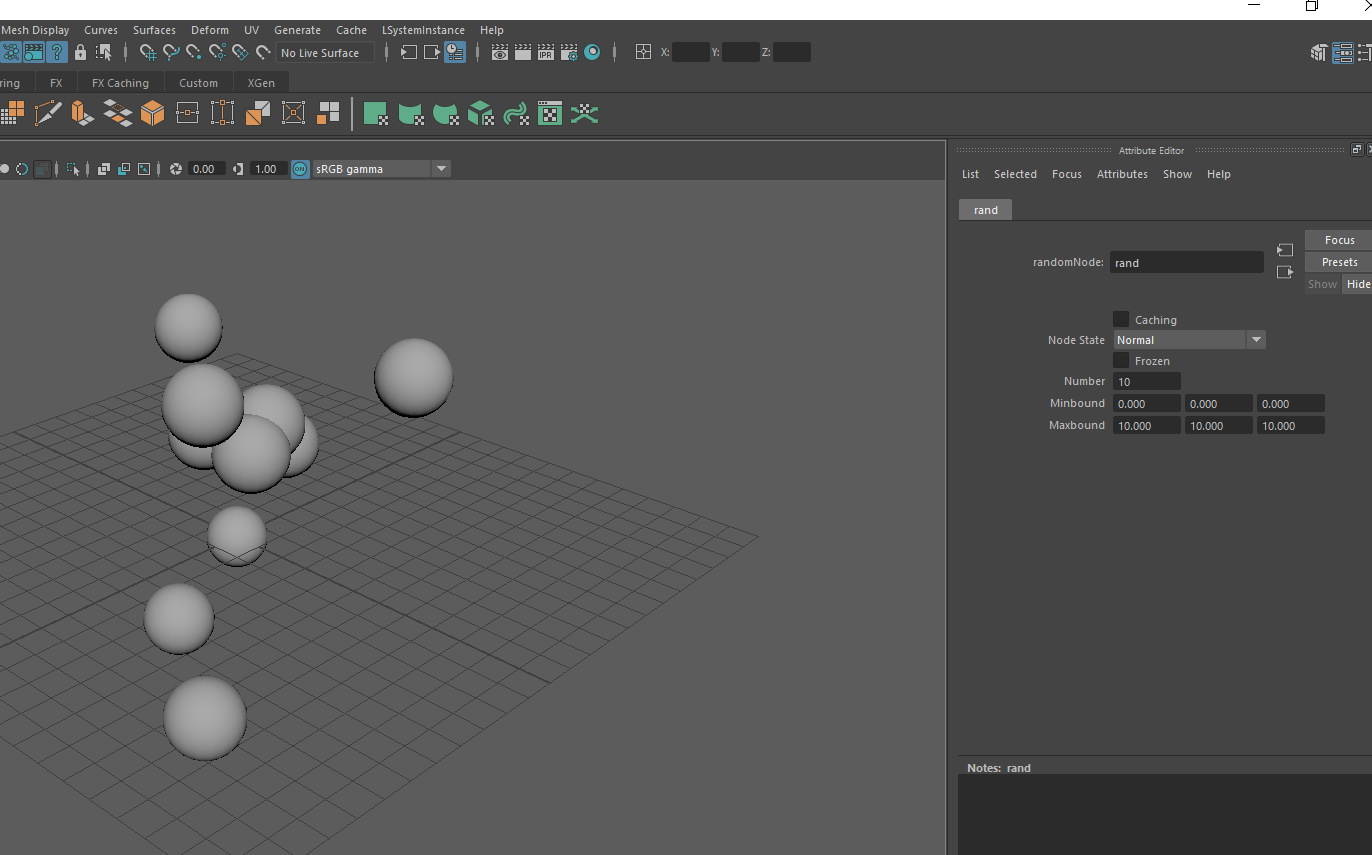 Mesh Display Curves Surfaces Deform UV Generate Cache LSystemInstance Help
No Live Surface IPR X: Y: Z:
ring FX FX Caching Custom XGen
Attribute Editor
0.00 1.00 ON sRGB gamma
List Selected Focus Attributes Show Help
rand
Focus
randomNode: rand
Presets
Show Hide
Caching
Node State Normal
Frozen
Number 10
Minbound 0.000 0.000 0.000
Maxbound 10.000 10.000 10.000
Notes: rand